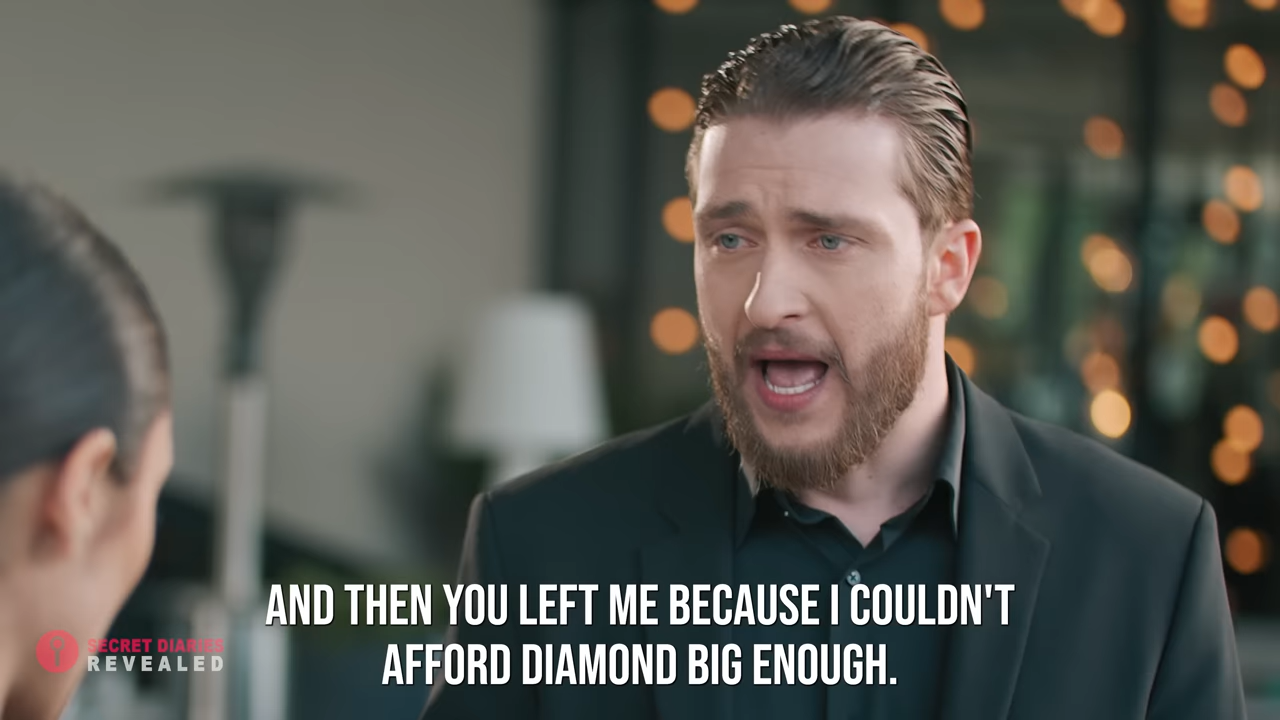 AND THEN YOU LEFT ME BECAUSE I COULDN'T
AFFORD DIAMOND BIG ENOUGH.
SECRET DIARIES
REVEALED